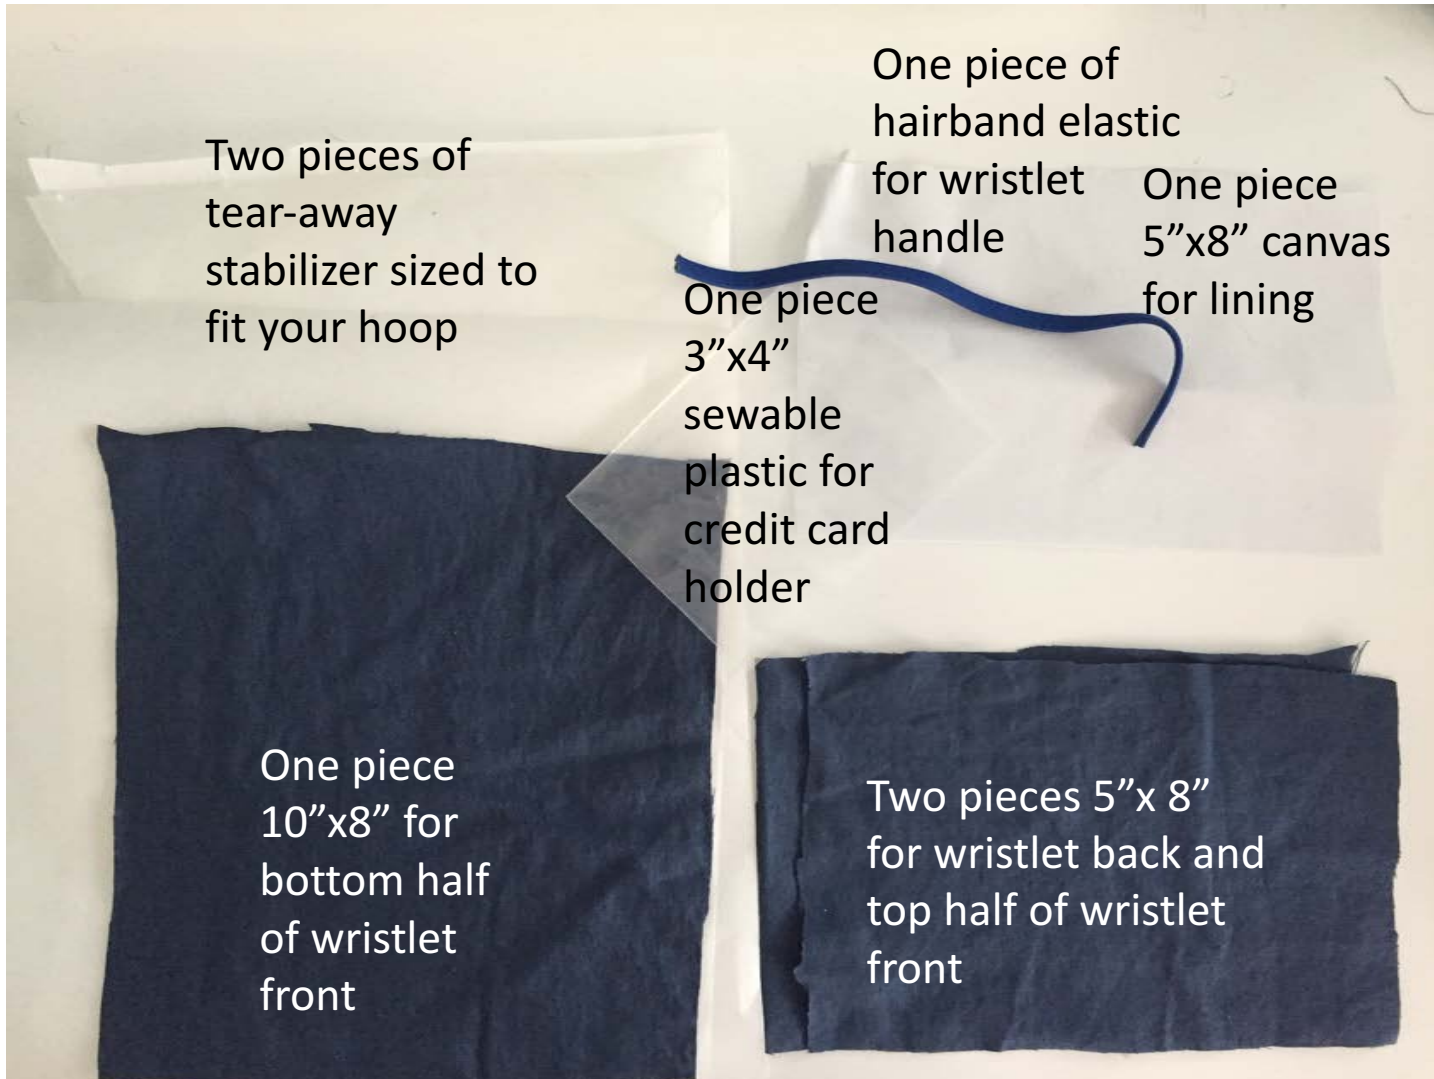 Two pieces of
tear-away
stabilizer sized to
fit your hoop
One piece of
hairband elastic
for wristlet
handle
One piece
5”x8” canvas
for lining
One piece
3”x4”
sewable
plastic for
credit card
holder
One piece
10”x8” for
bottom half
of wristlet
front
Two pieces 5”x 8”
for wristlet back and
top half of wristlet
front